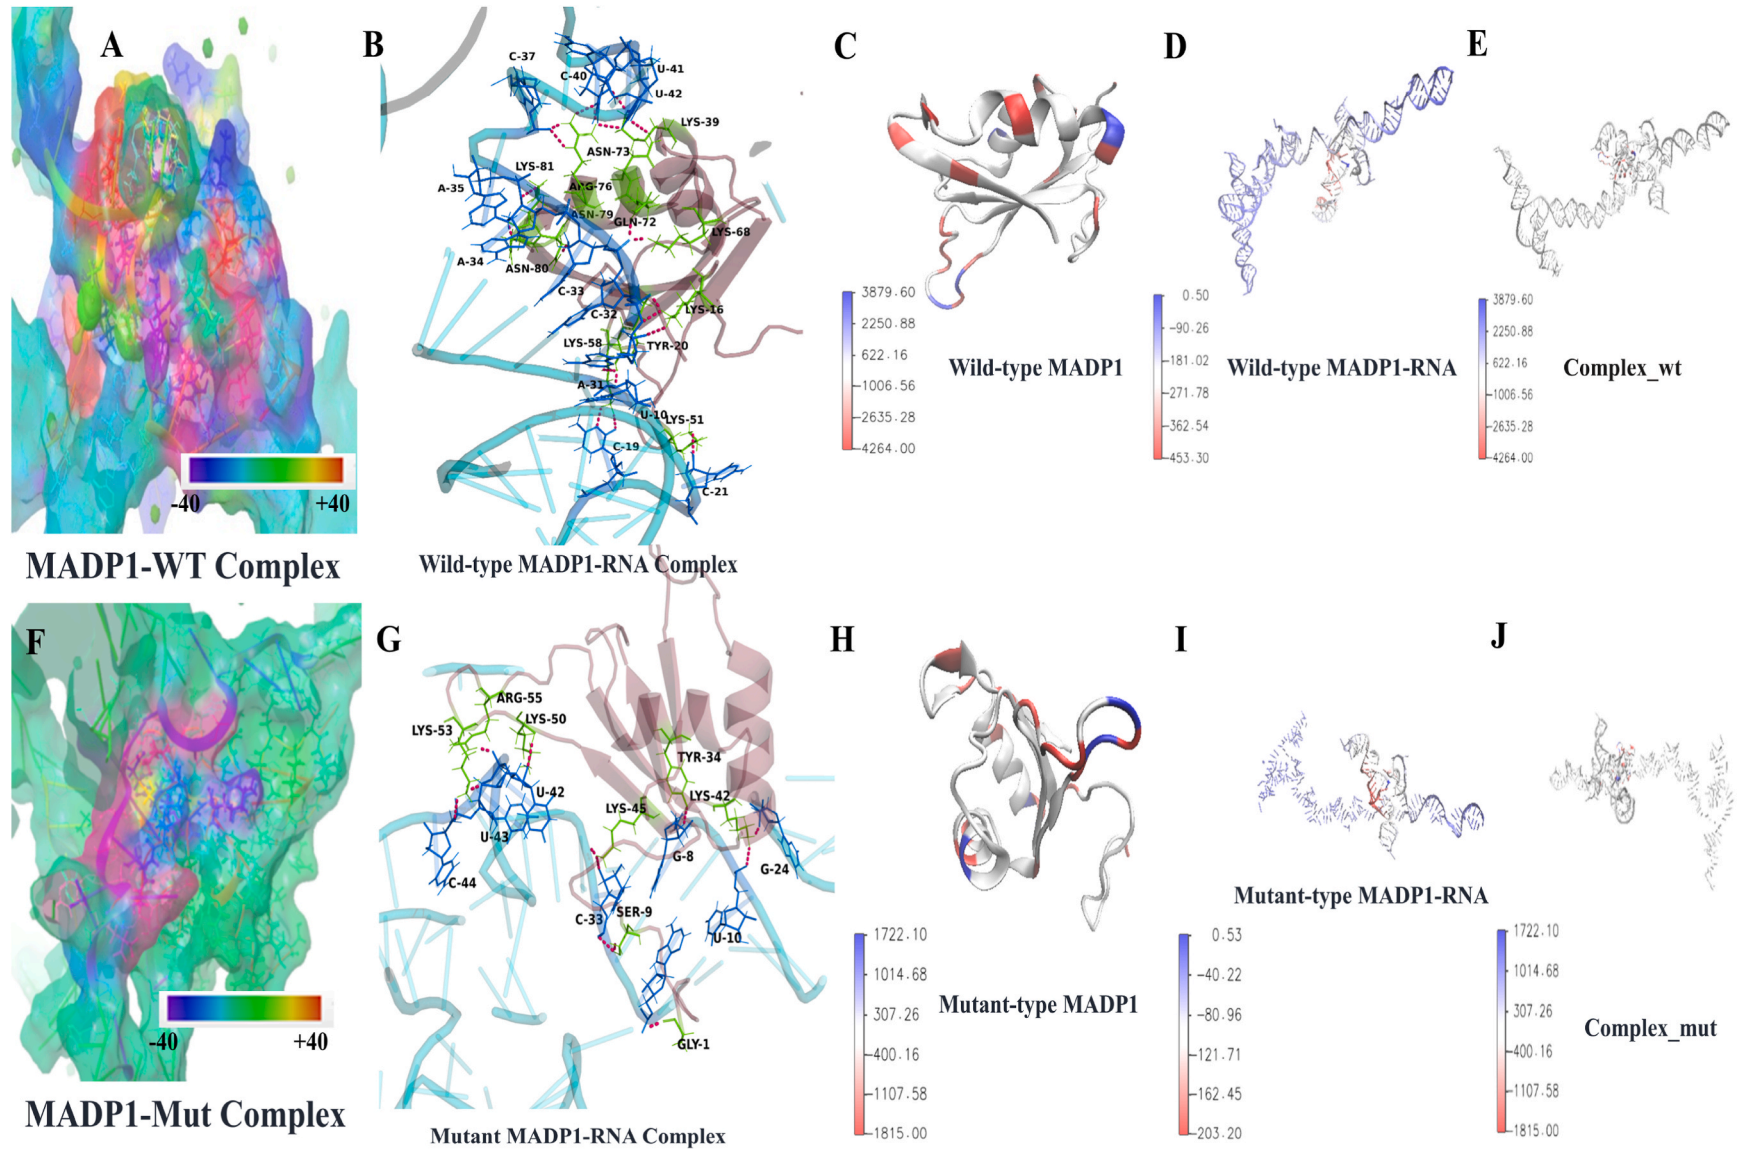 A
-40
+40
MADP1-WT Complex
B
C-37
C-40
U-41
U-42
LYS-39
ASN-73
LYS-81
ARG-76
A-35
ASN-79
GLN-72
LYS-68
A-34
ASN-80
C-33
C-32
LYS-16
LYS-58
TYR-20
A-31
U-10
LYS-51
C-19
C-21
Wild-type MADP1-RNA Complex
C
3879.60
2250.88
622.16
-1006.56
-2635.28
-4264.00
Wild-type MADP1
D
0.50
-90.26
-181.02
-271.78
-362.54
-453.30
Wild-type MADP1-RNA
E
3879.60
2250.88
622.16
-1006.56
-2635.28
-4264.00
Complex_wt
F
-40
+40
MADP1-Mut Complex
G
ARG-55
LYS-53
LYS-50
TYR-34
U-42
LYS-45
LYS-42
U-43
G-8
G-24
C-44
C-33
SER-9
U-10
GLY-1
Mutant MADP1-RNA Complex
H
1722.10
1014.68
307.26
-400.16
-1107.58
-1815.00
Mutant-type MADP1
I
Mutant-type MADP1-RNA
0.53
-40.22
-80.96
-121.71
-162.45
-203.20
J
1722.10
1014.68
307.26
-400.16
-1107.58
-1815.00
Complex_mut